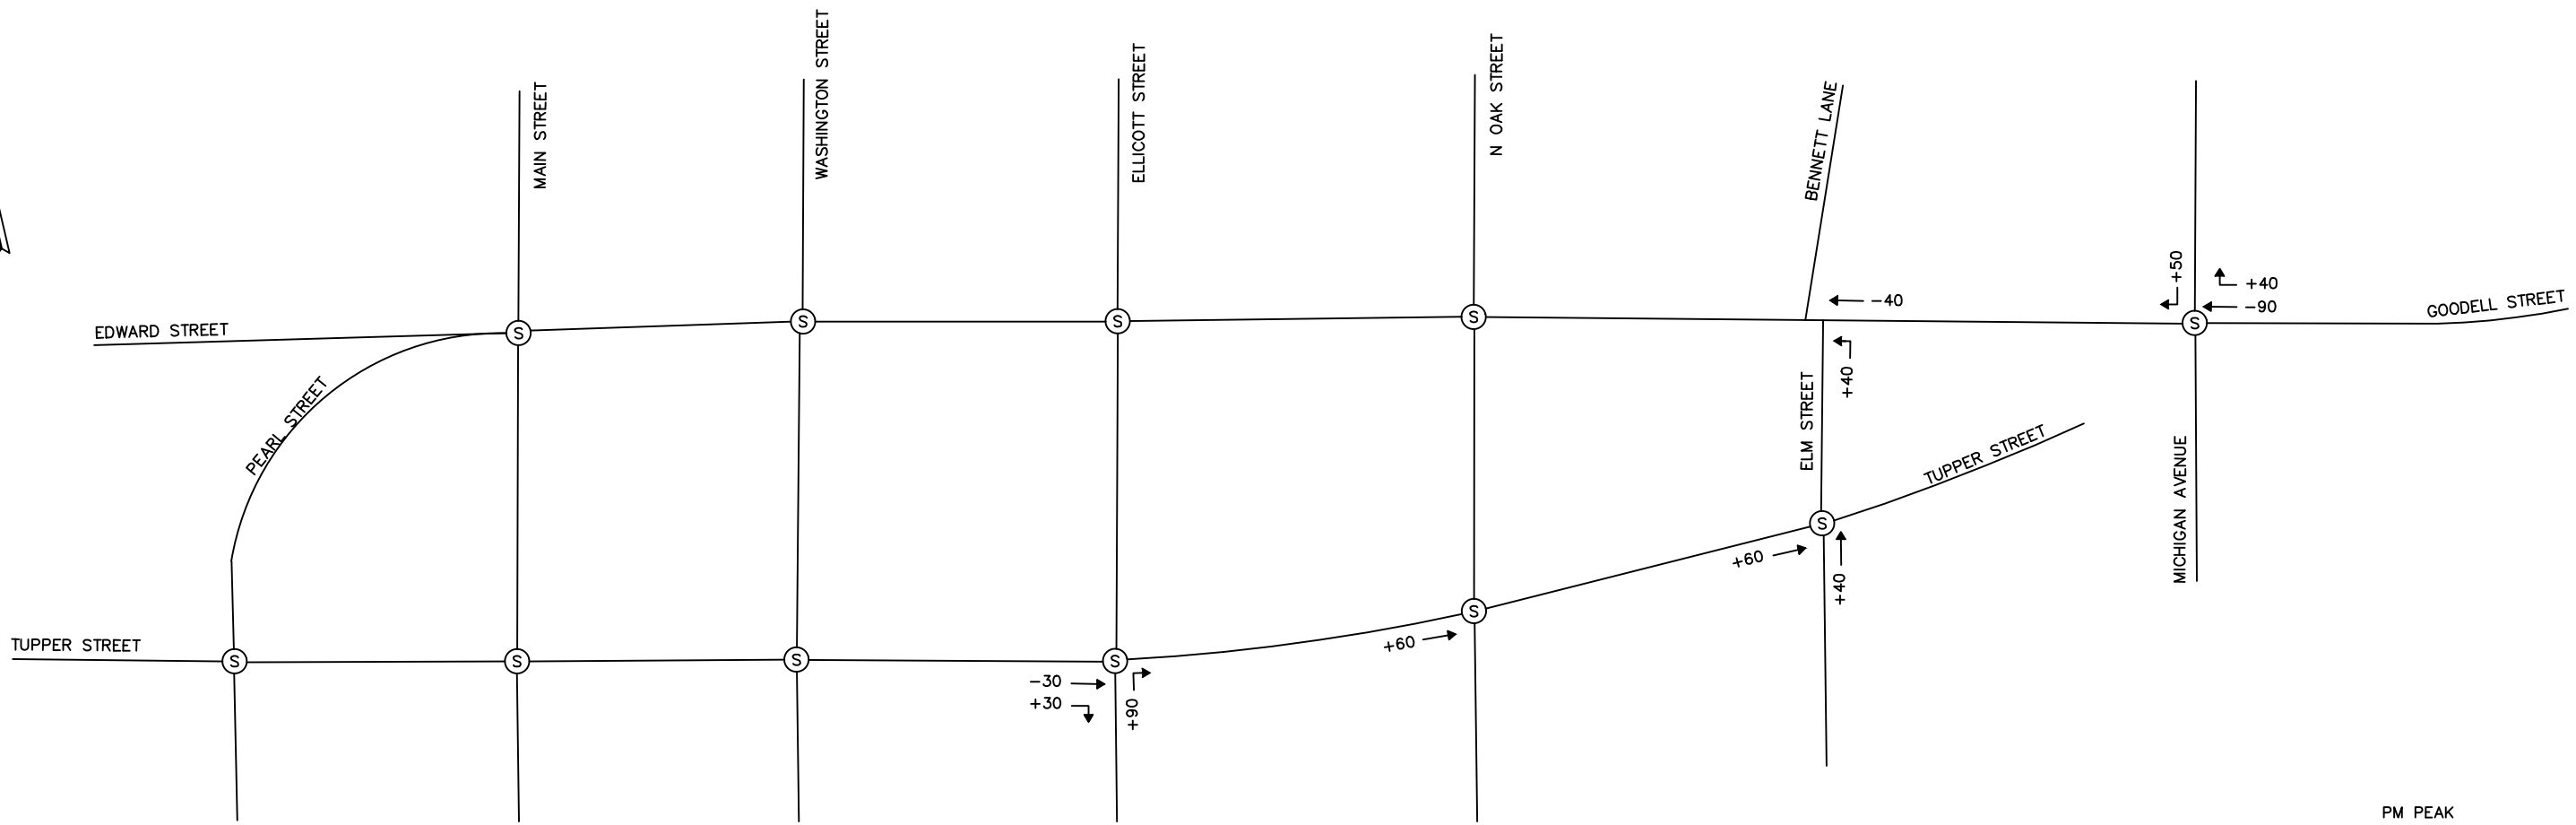 WASHINGTON STREET
N OAK STREET
ELLICOTT STREET
MAIN STREET
BENNETT LANE
+50
+40
-90
-40
GOODELL STREET
EDWARD STREET
S
S
S
S
S
+40
PEARL STREET
ELM STREET
TUPPER STREET
MICHIGAN AVENUE
S
+60
+40
S
+60
TUPPER STREET
S
S
S
S
-30
+30
+90
PM PEAK